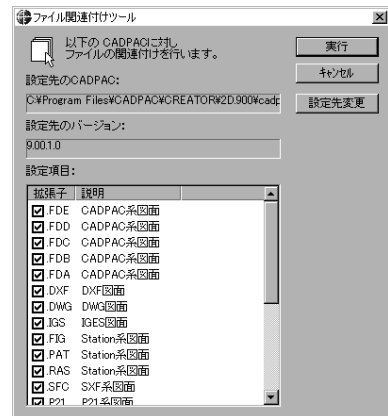 ファイル関連付けツール
以下の CADPACに対し
ファイルの関連付けを行います。
実行
キャンセル
設定先変更
設定先のCADPAC:
C:¥Program Files¥CADPAC¥CREATOR¥2D.900¥cadp
設定先のバージョン:
9.00.1.0
設定項目:
拡張子 説明
.FDE CADPAC系図面
.FDD CADPAC系図面
.FDC CADPAC系図面
.FDB CADPAC系図面
.FDA CADPAC系図面
.DXF DXF図面
.DWG DWG図面
.IGS IGES図面
.FIG Station系図面
.PAT Station系図面
.RAS Station系図面
.SFC SXF系図面
.P21 P21系図面